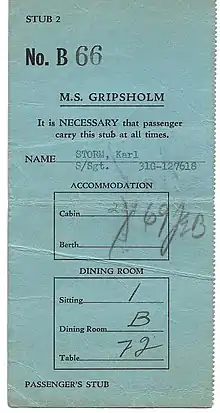 STUB 2
No. B 66
M.S. GRIPSHOLM
It is NECESSARY that passenger
carry this stub at all times.
NAME STORM, Karl
S/Sgt. 31G-127618
ACCOMMODATION
Cabin
Berth
DINING ROOM
Sitting 1
Dining Room B
Table 72
PASSENGER'S STUB